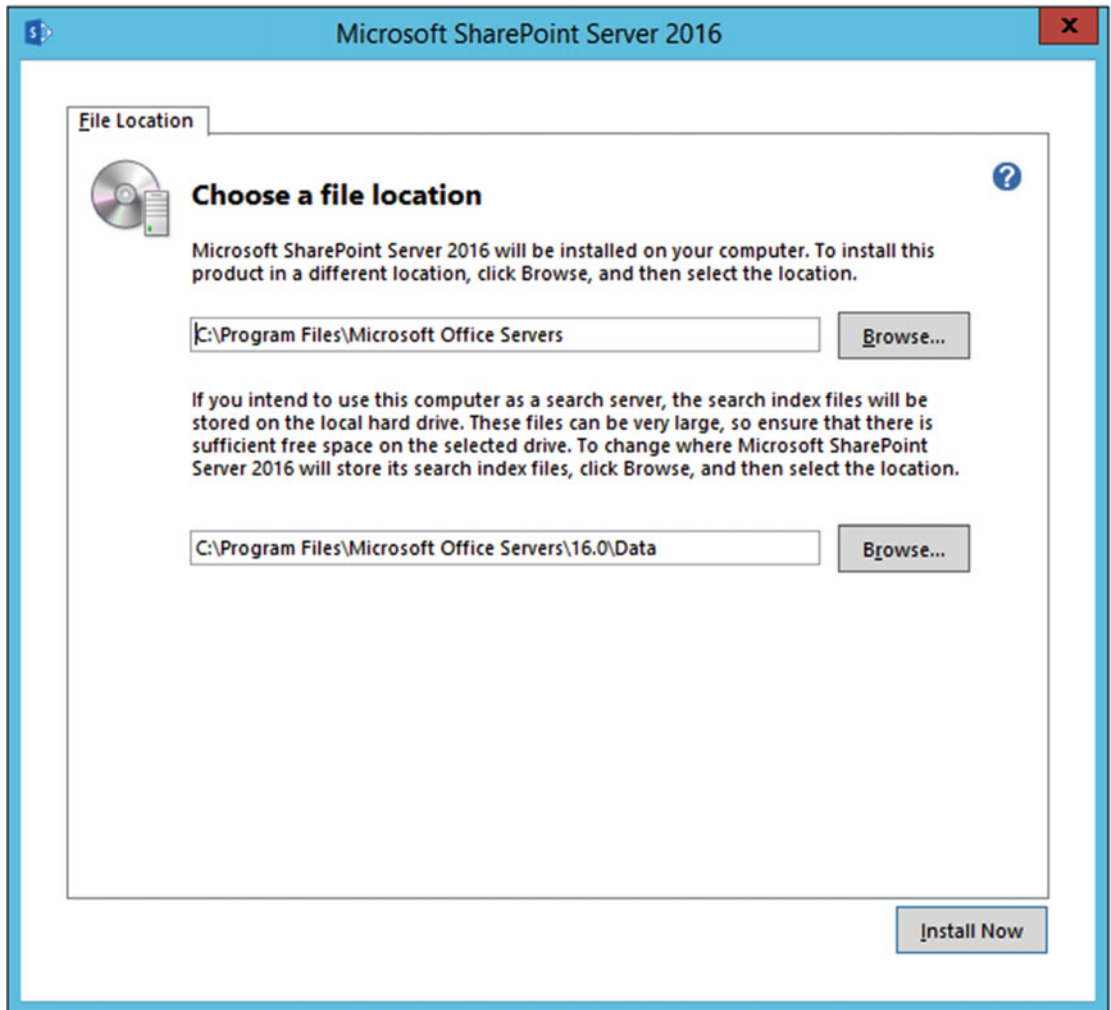 Microsoft SharePoint Server 2016
File Location
Choose a file location
Microsoft SharePoint Server 2016 will be installed on your computer. To install this
product in a different location, click Browse, and then select the location.
C:\Program Files\Microsoft Office Servers
Browse...
If you intend to use this computer as a search server, the search index files will be
stored on the local hard drive. These files can be very large, so ensure that there is
sufficient free space on the selected drive. To change where Microsoft SharePoint
Server 2016 will store its search index files, click Browse, and then select the location.
C:\Program Files\Microsoft Office Servers\16.0\Data
Browse...
Install Now